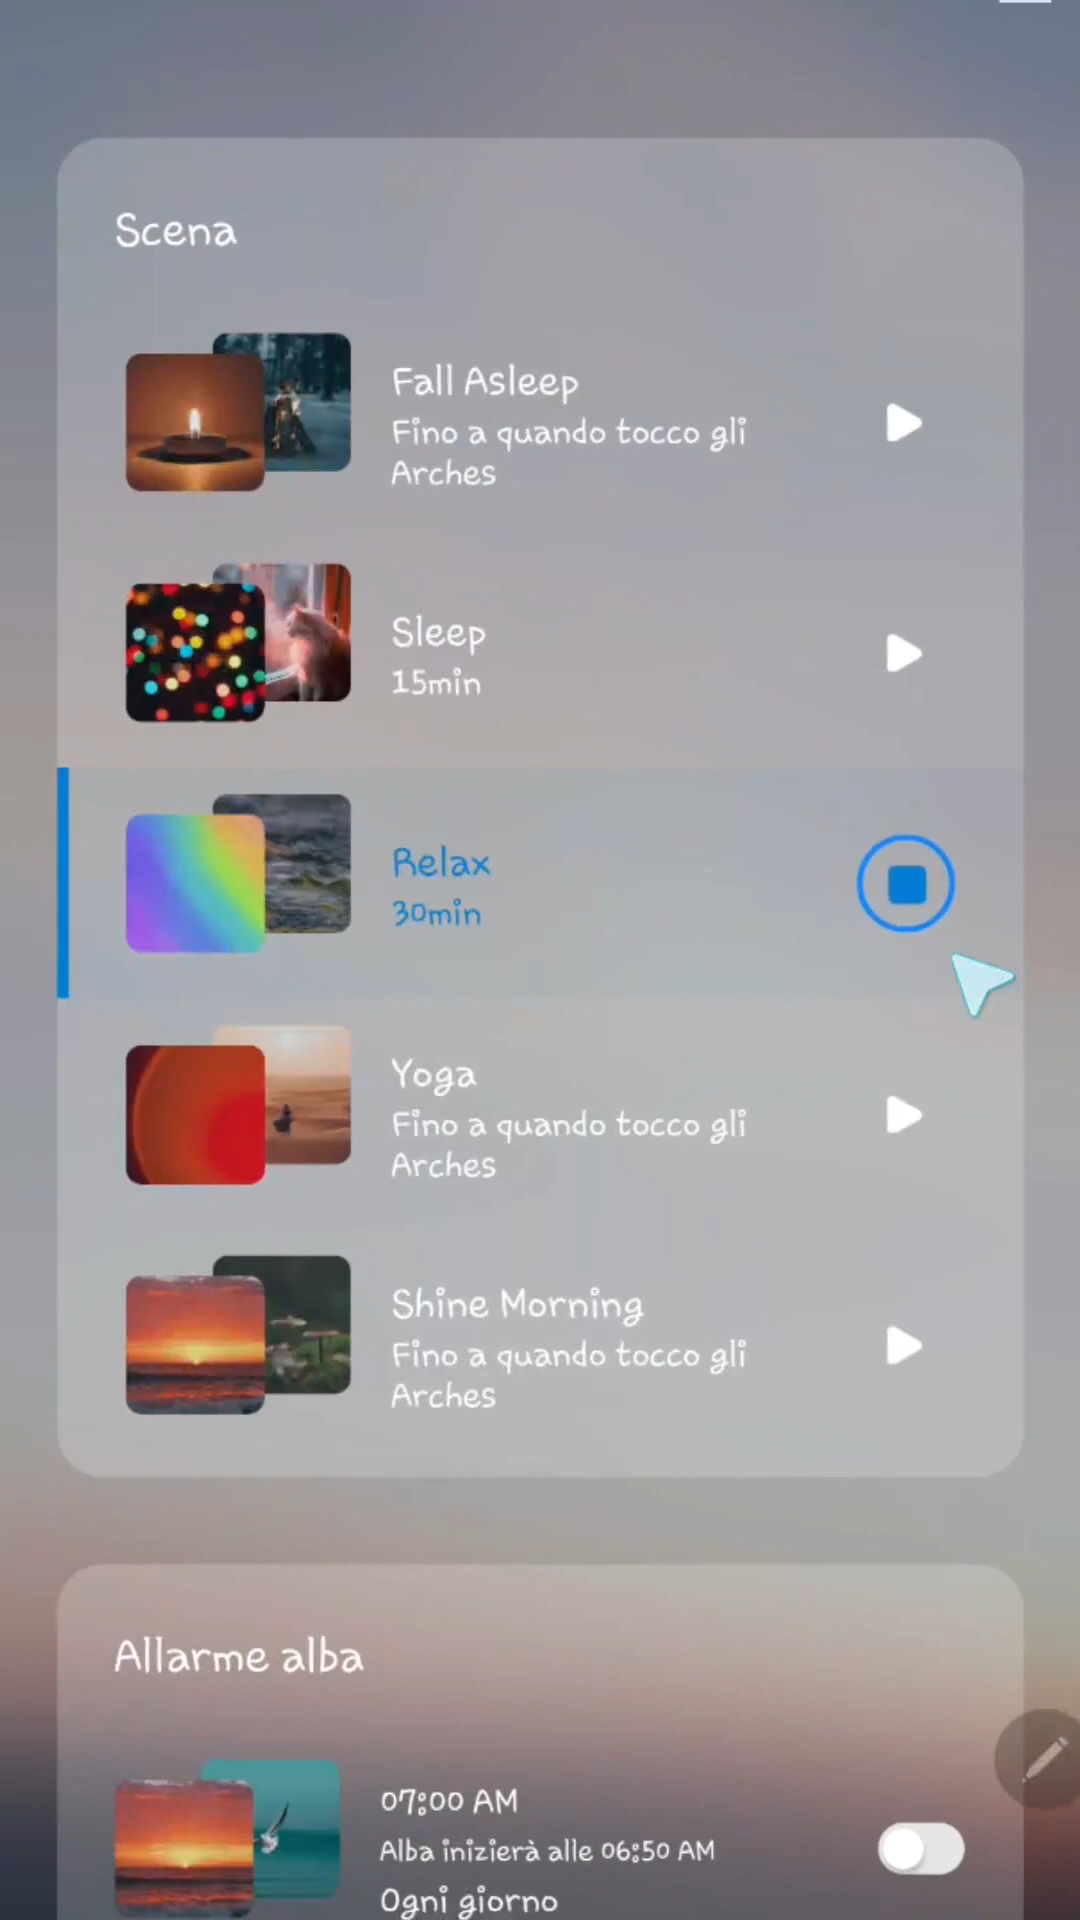 Scena
Fall Asleep
Fino a quando tocco gli
Arches
Sleep
15min
Relax
30min
Yoga
Fino a quando tocco gli
Arches
Shine Morning
Fino a quando tocco gli
Arches
Allarme alba
07:00 AM
Alba inizierà alle 06:50 AM
Ogni giorno